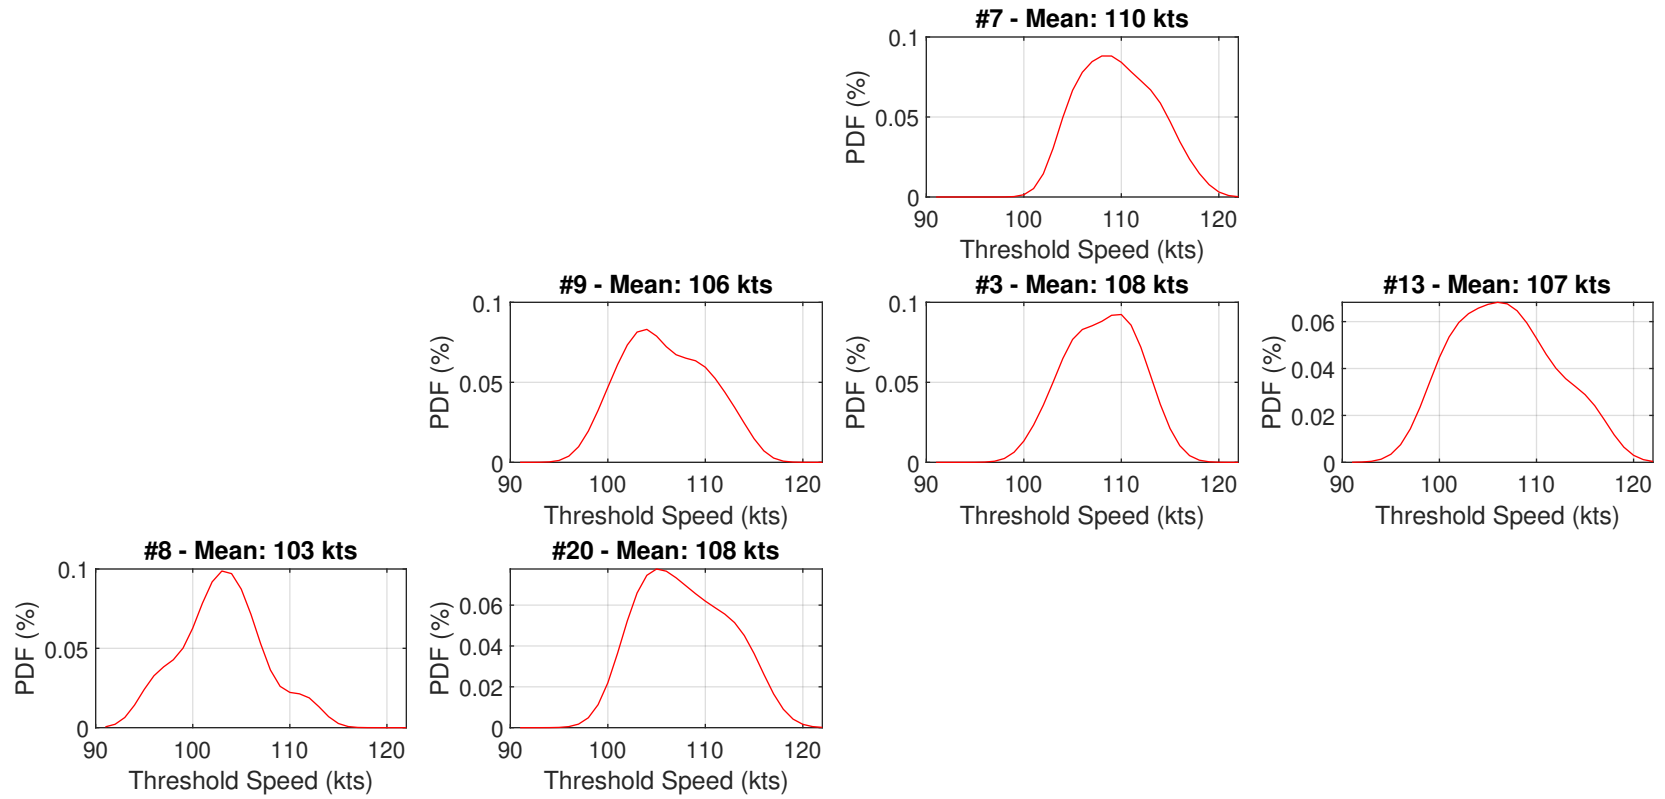 #7 - Mean: 110 kts
0.1
0.05
0
PDF (%)
90 100 110 120
Threshold Speed (kts)
#9 - Mean: 106 kts
0.1
0.05
0
PDF (%)
90 100 110 120
Threshold Speed (kts)
#3 - Mean: 108 kts
0.1
0.05
0
PDF (%)
90 100 110 120
Threshold Speed (kts)
#13 - Mean: 107 kts
0.06
0.04
0.02
0
PDF (%)
90 100 110 120
Threshold Speed (kts)
#8 - Mean: 103 kts
0.1
0.05
0
PDF (%)
90 100 110 120
Threshold Speed (kts)
#20 - Mean: 108 kts
0.06
0.04
0.02
0
PDF (%)
90 100 110 120
Threshold Speed (kts)